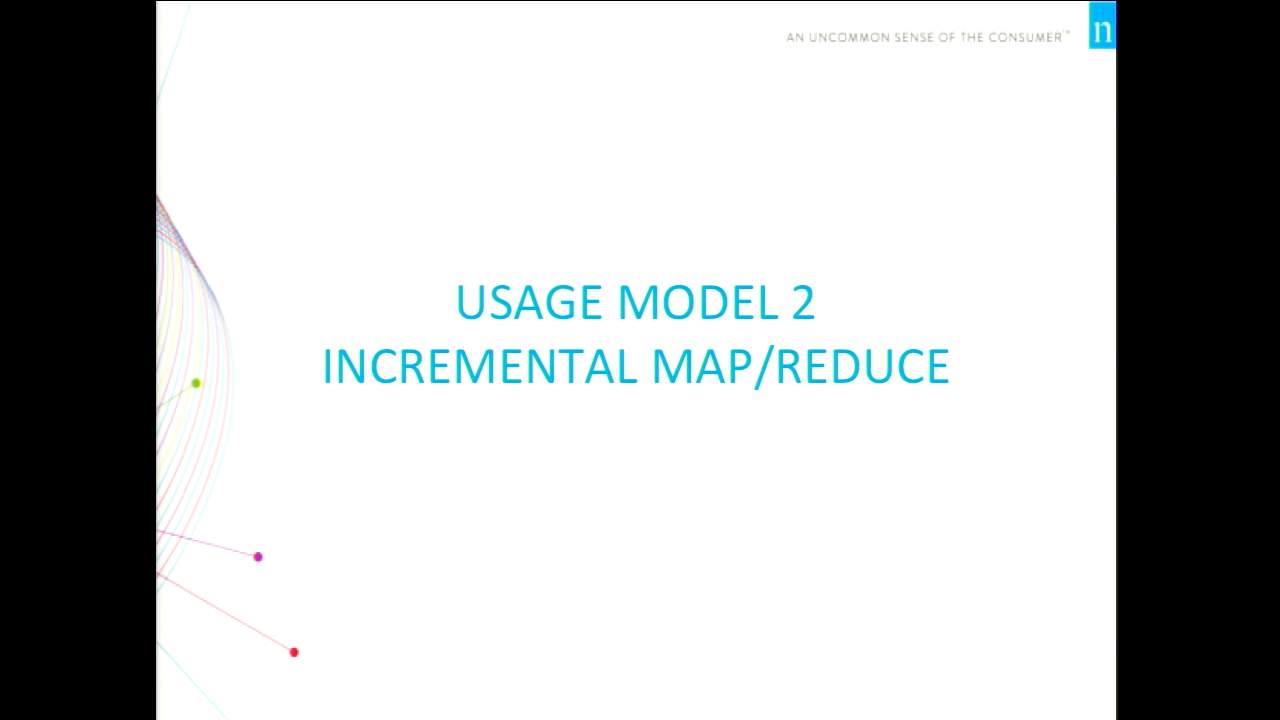 AN UNCOMMON SENSE OF THE CONSUMER™
n
USAGE MODEL 2
INCREMENTAL MAP/REDUCE